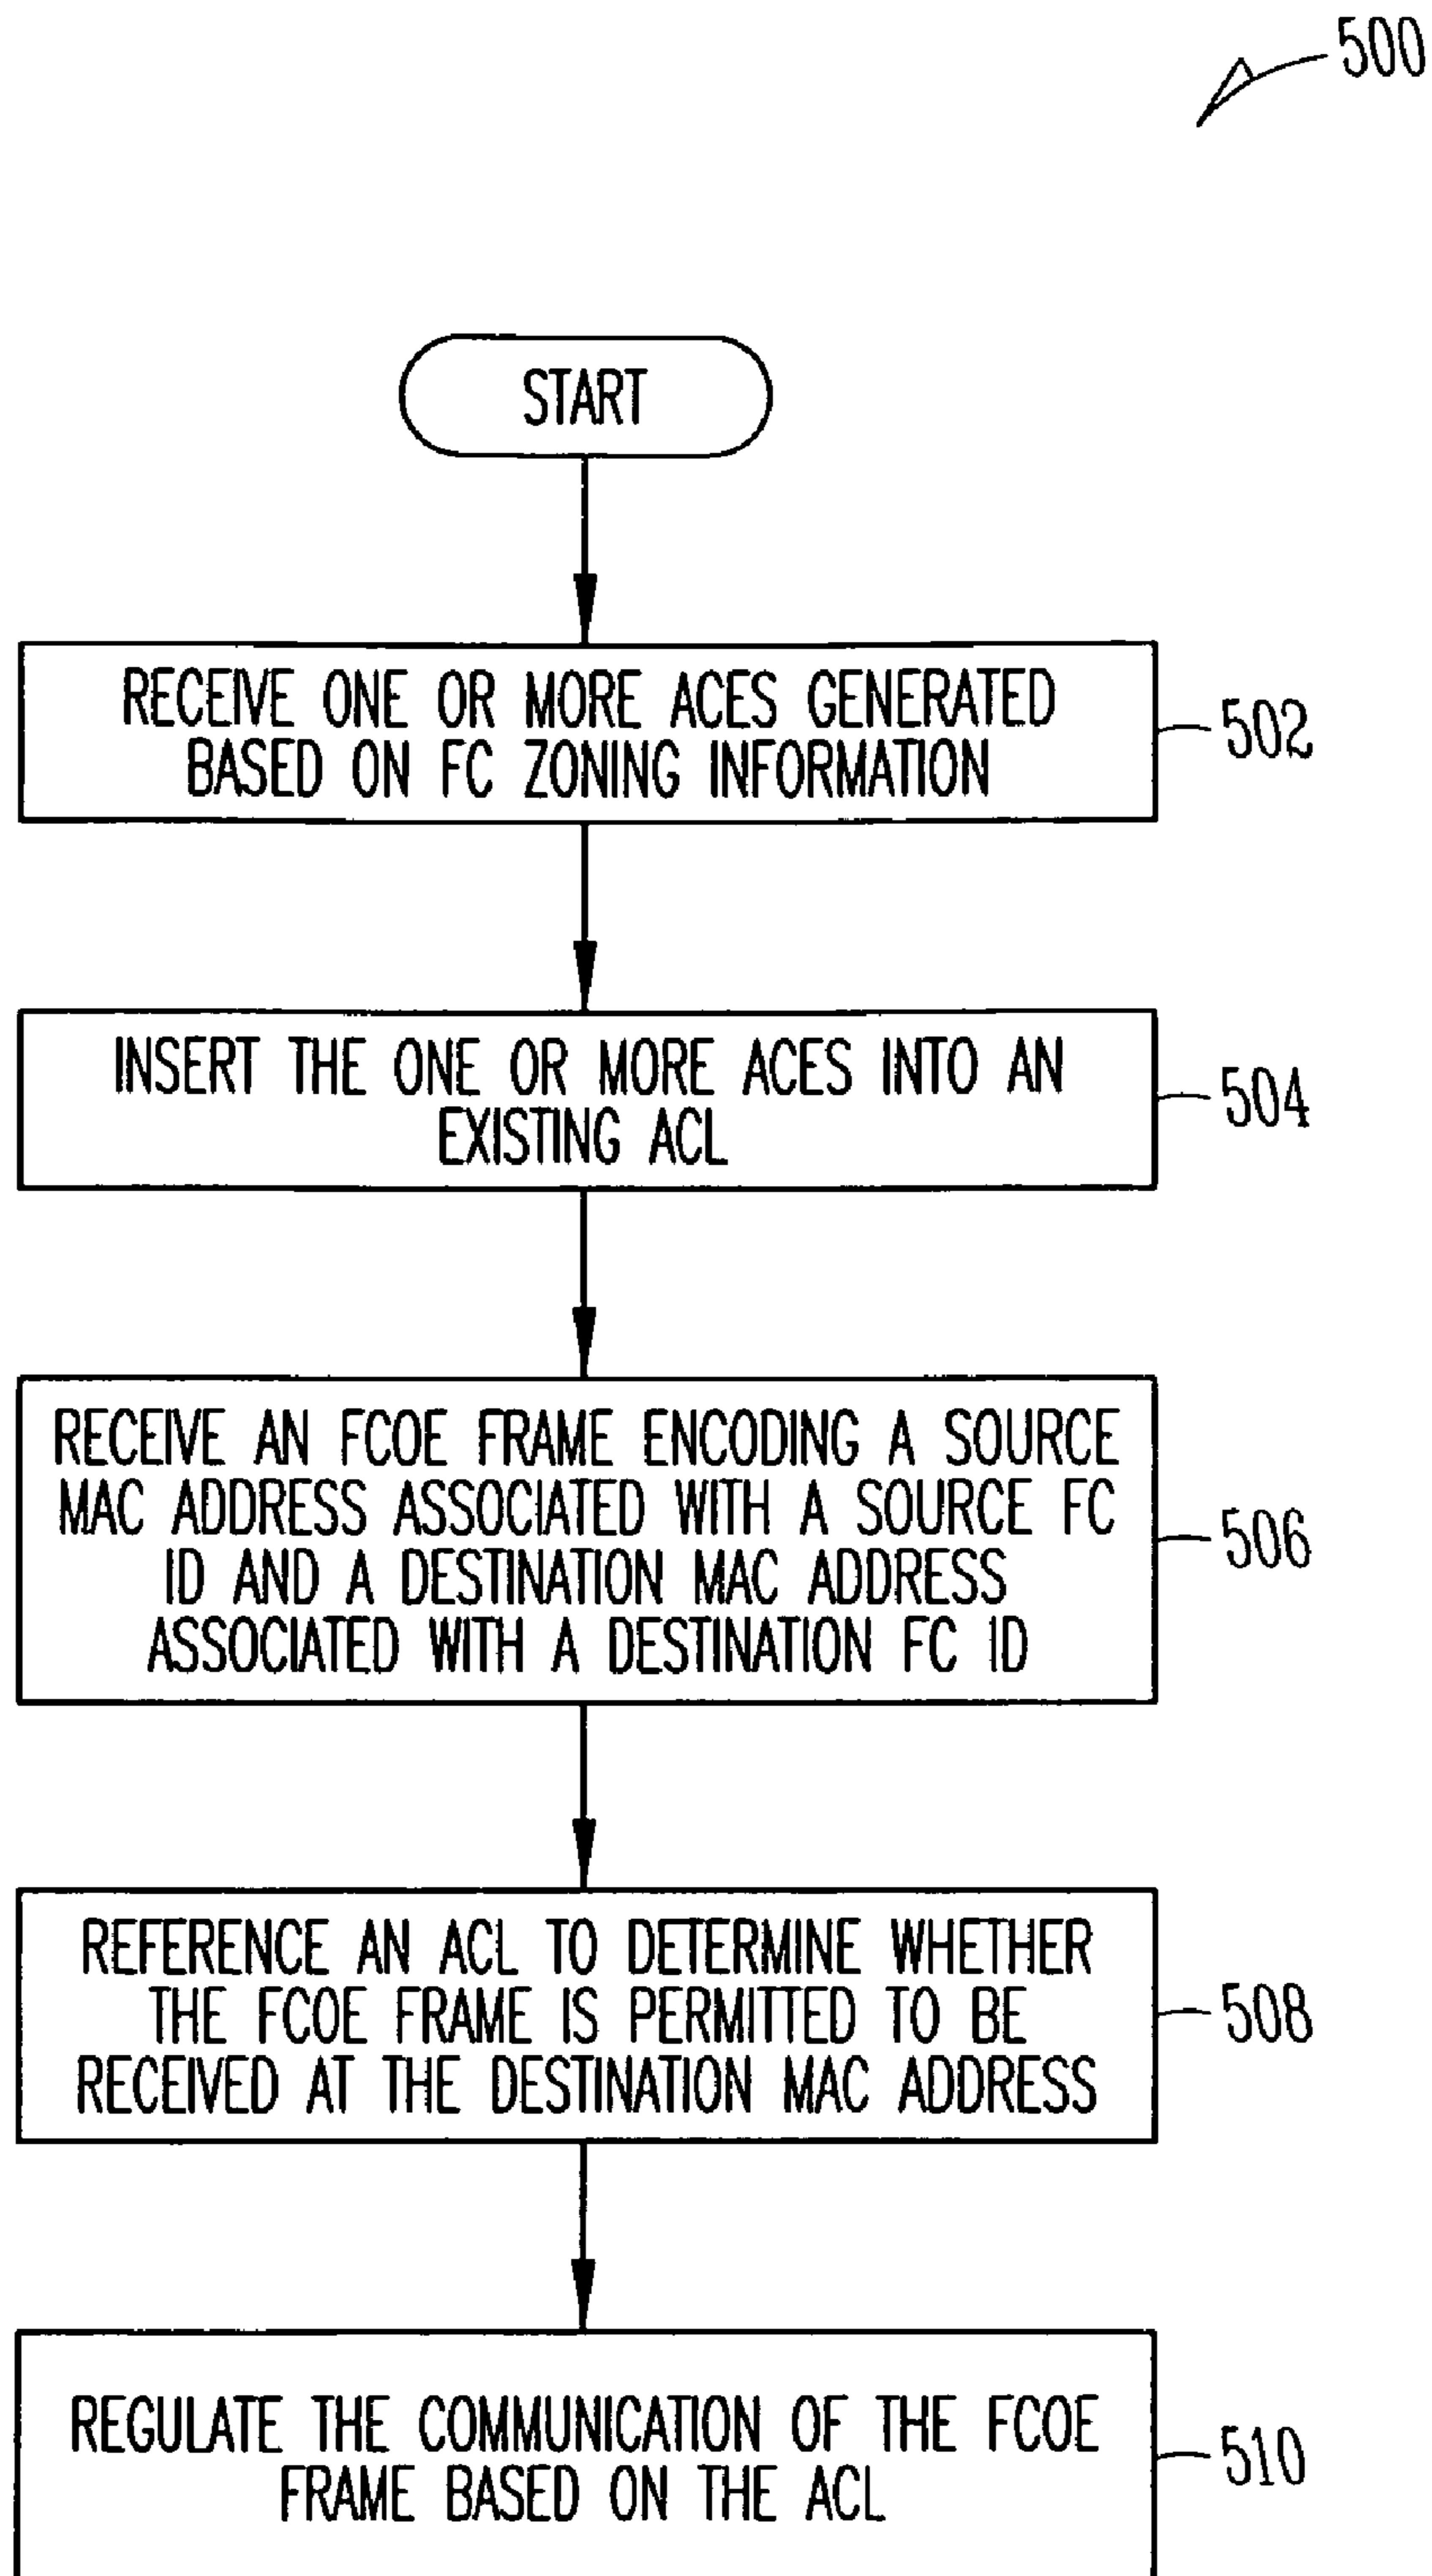 500
START
RECEIVE ONE OR MORE ACES GENERATED
BASED ON FC ZONING INFORMATION
502
INSERT THE ONE OR MORE ACES INTO AN
EXISTING ACL
504
RECEIVE AN FCOE FRAME ENCODING A SOURCE
MAC ADDRESS ASSOCIATED WITH A SOURCE FC
ID AND A DESTINATION MAC ADDRESS
ASSOCIATED WITH A DESTINATION FC ID
506
REFERENCE AN ACL TO DETERMINE WHETHER
THE FCOE FRAME IS PERMITTED TO BE
RECEIVED AT THE DESTINATION MAC ADDRESS
508
REGULATE THE COMMUNICATION OF THE FCOE
FRAME BASED ON THE ACL
510